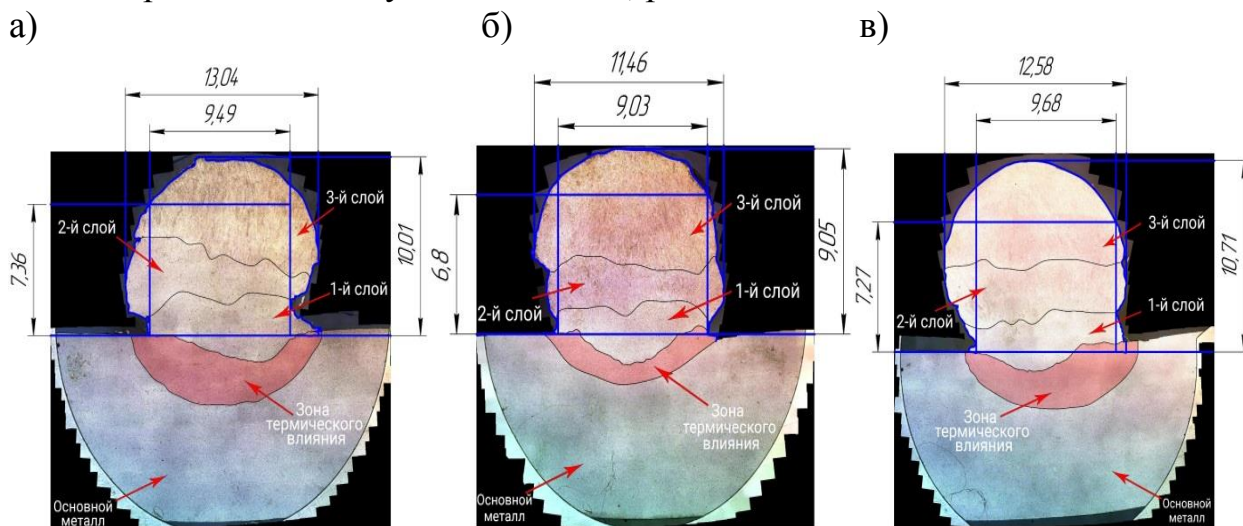 а)
б)
в)
13,04
9,49
7,36
10,01
2-й слой
3-й слой
1-й слой
Зона
термического
влияния
Основной
металл
11,46
9,03
6,8
9,05
3-й слой
2-й слой
1-й слой
Зона
термического
влияния
Основной
металл
12,58
9,68
7,27
10,71
3-й слой
2-й слой
1-й слой
Зона
термического
влияния
Основной
металл